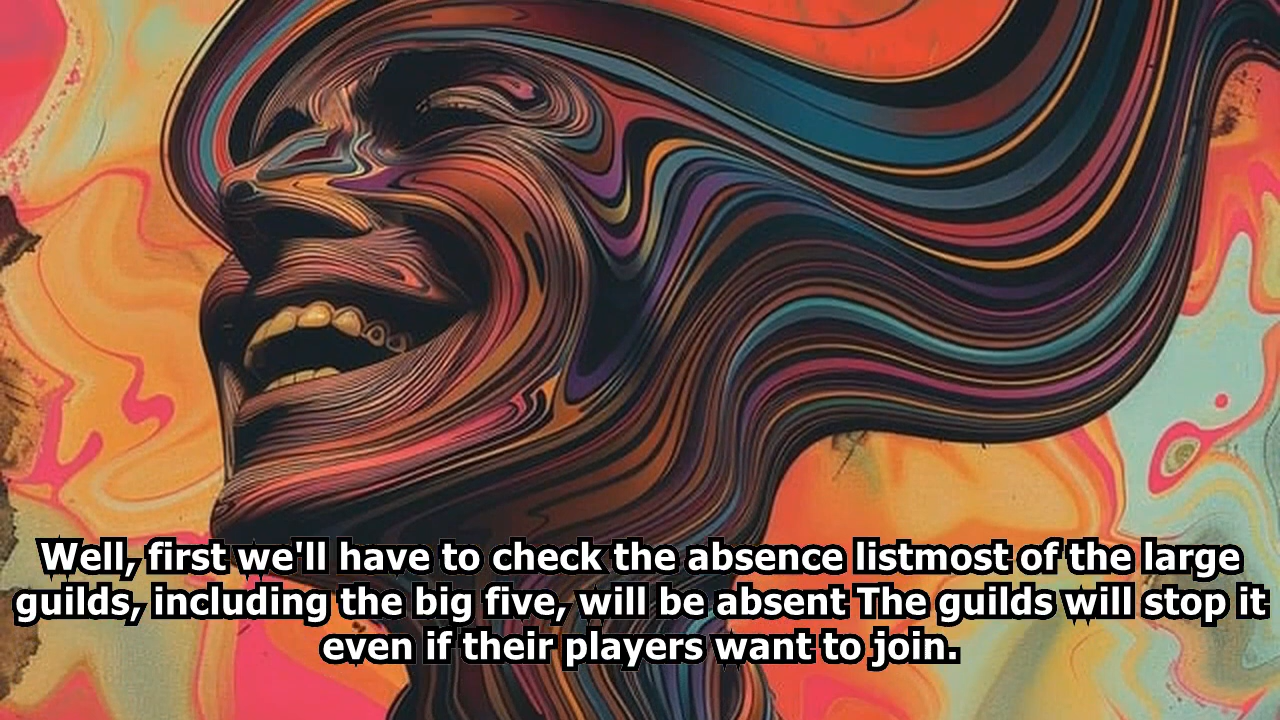 Well, first we'll have to check the absence listmost of the large
guilds, including the big five, will be absent The guilds will stop it
even if their players want to join.